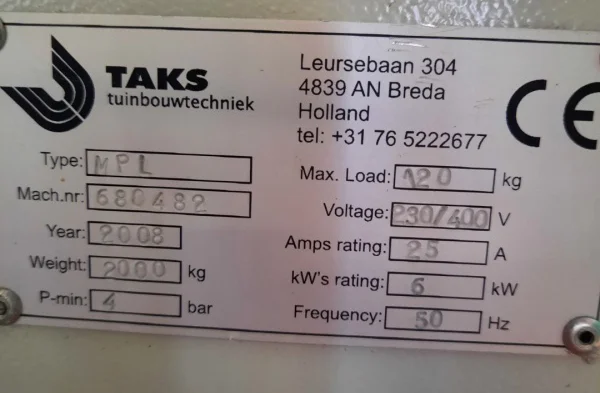 TAKS
tuinbouwtechniek
Leursebaan 304
4839 AN Breda
Holland
tel: +31 76 5222677
CE
Type: MPL
Mach.nr: 680482
Year: 2008
Weight: 2000 kg
P-min: 4 bar
Max. Load: 120 kg
Voltage: 230/400 V
Amps rating: 25 A
kW's rating: 6 kW
Frequency: 50 Hz